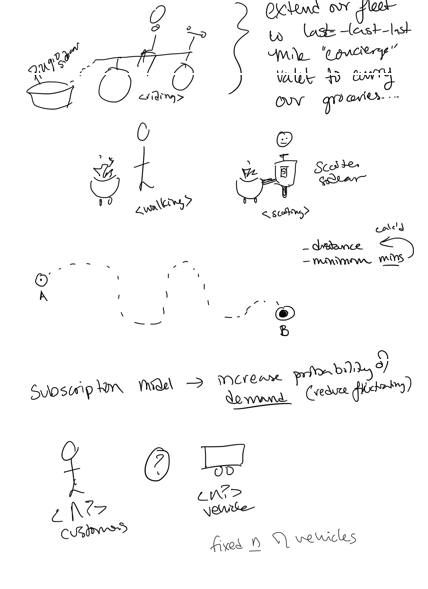 extend our fleet
to last-last-last
mile "concierge"
valet to carry
our groceries....
<riding>
<walking>
<scooting>
Scooter
sidecar
calc'd
- distance
- minimum mins
A
B
Subscription model → increase probability of
demand (reduce fluctuating)
?
<n?>
customers
<n?>
vehicle
fixed n of vehicles